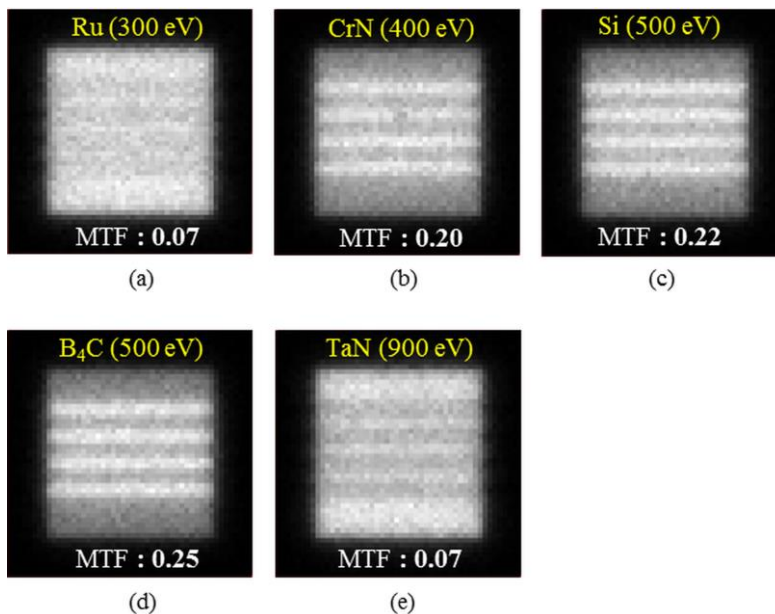 Ru (300 eV)
MTF : 0.07
(a)
CrN (400 eV)
MTF : 0.20
(b)
Si (500 eV)
MTF : 0.22
(c)
B₄C (500 eV)
MTF : 0.25
(d)
TaN (900 eV)
MTF : 0.07
(e)